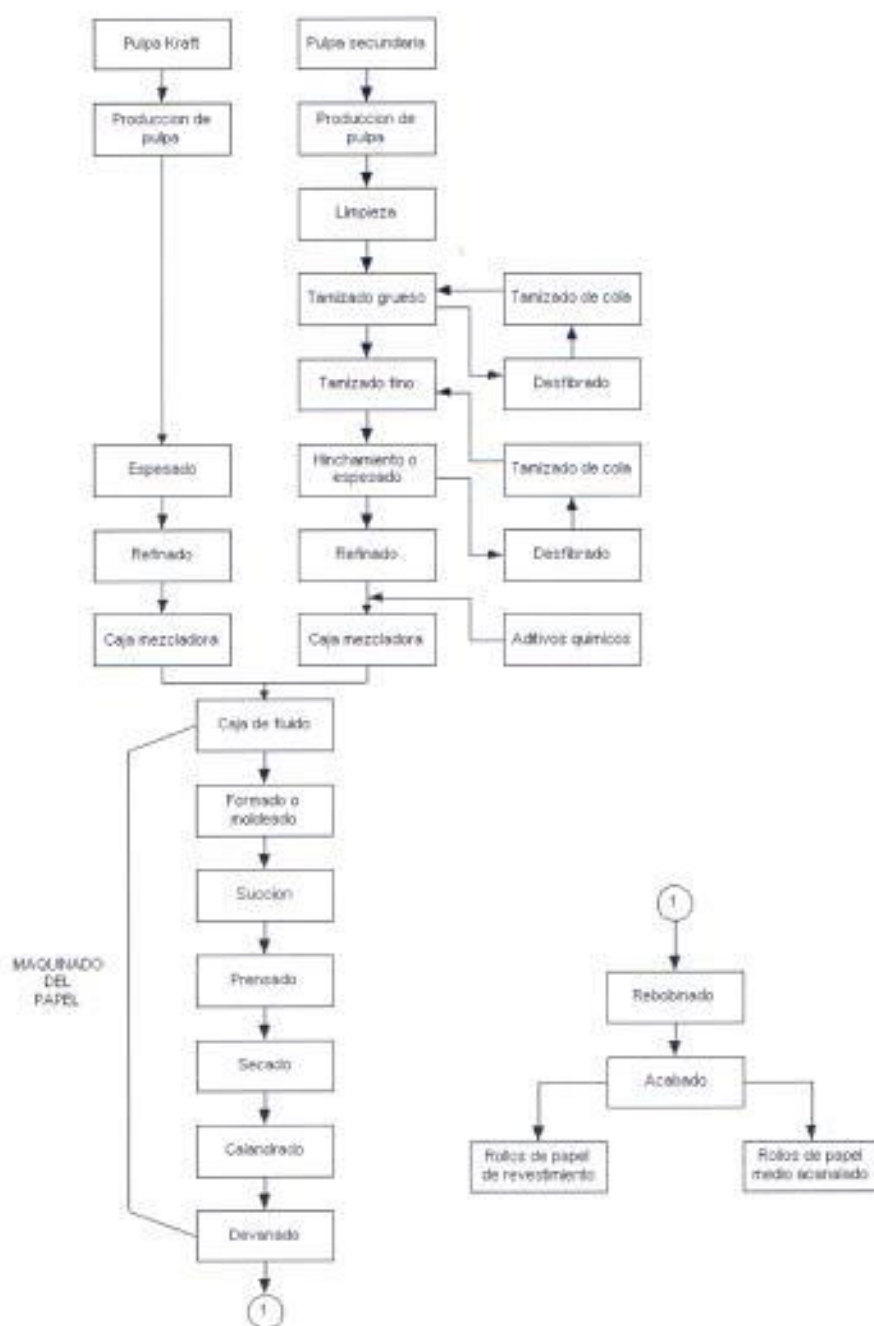 Pulpa Kraft
Pulpa secundaria
Produccion de
pulpa
Produccion de
pulpa
Limpieza
Tamizado grueso
Tamizado de cola
Tamizado fino
Desfibrado
Espesado
Hinchamiento o
espesado
Tamizado de cola
Refinado
Refinado
Desfibrado
Caja mezcladora
Caja mezcladora
Aditivos quimicos
Caja de fluido
Formado o
moldeado
Succion
1
MAQUINADO
DEL
PAPEL
Prensado
Rebobinado
Secado
Acabado
Calandrado
Rollos de papel
de revestimiento
Rollos de papel
medio acanalado
Devanado
1